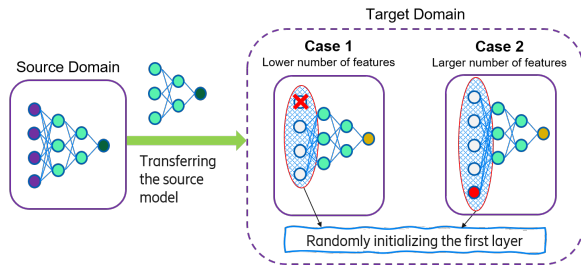 Target Domain
Case 1
Lower number of features
Case 2
Larger number of features
Source Domain
Transferring
the source
model
Randomly initializing the first layer